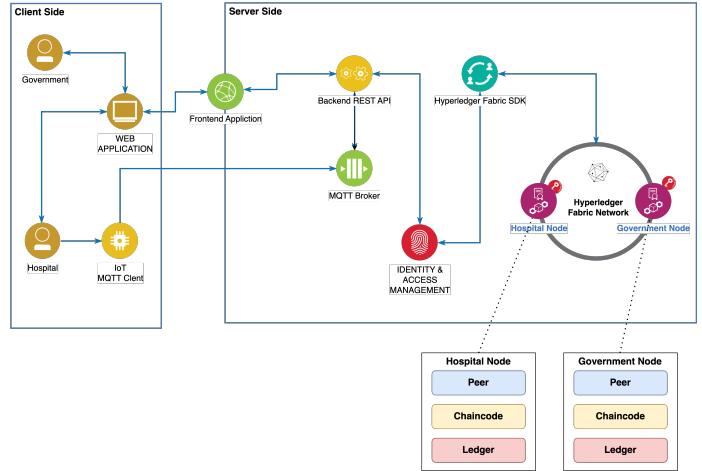 Client Side
Server Side
Government
WEB
APPLICATION
Frontend Appliction
Backend REST API
Hyperledger Fabric SDK
MQTT Broker
Hyperledger
Fabric Network
Hospital Node
Government Node
Hospital
IoT
MQTT Clent
IDENTITY &
ACCESS
MANAGEMENT
Hospital Node
Peer
Chaincode
Ledger
Government Node
Peer
Chaincode
Ledger